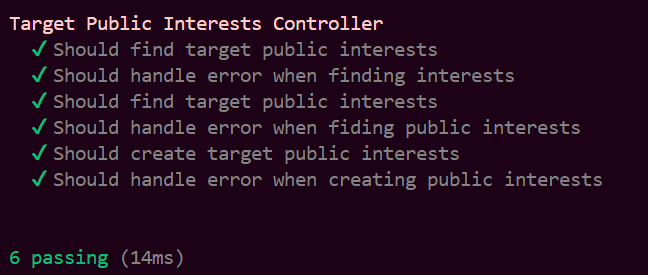 Target Public Interests Controller
✓ Should find target public interests
✓ Should handle error when finding interests
✓ Should find target public interests
✓ Should handle error when fiding public interests
✓ Should create target public interests
✓ Should handle error when creating public interests
6 passing (14ms)